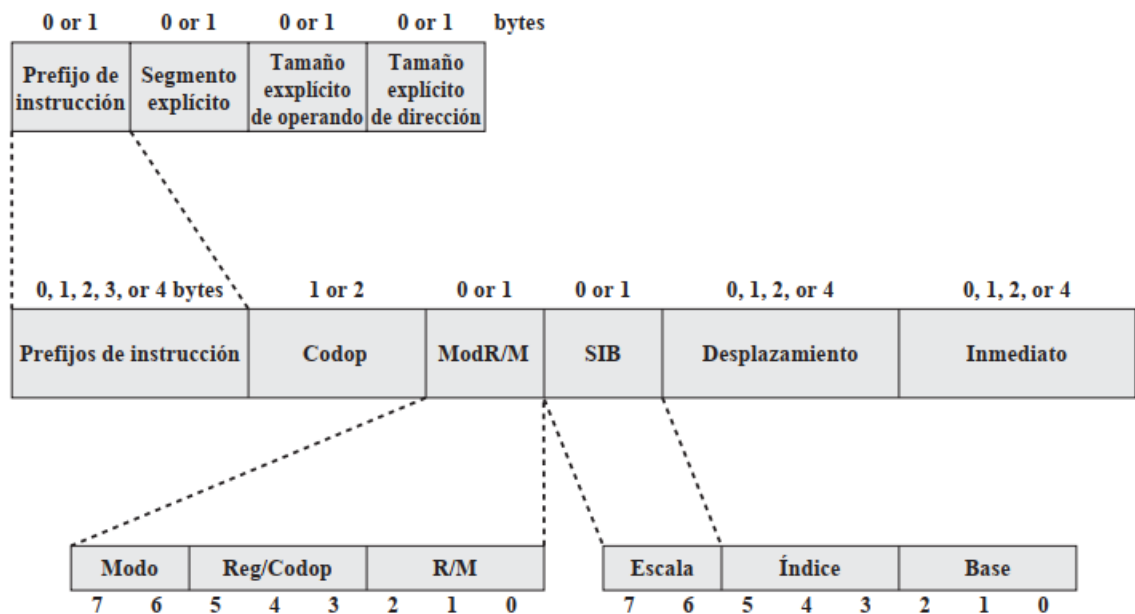 0 or 1 0 or 1 0 or 1 0 or 1 bytes
Prefijo de instrucción
Segmento explícito
Tamaño exxplícito de operando
Tamaño explícito de dirección
0, 1, 2, 3, or 4 bytes 1 or 2 0 or 1 0 or 1 0, 1, 2, or 4 0, 1, 2, or 4
Prefijos de instrucción Codop ModR/M SIB Desplazamiento Inmediato
Modo Reg/Codop R/M Escala Índice Base
7 6 5 4 3 2 1 0 7 6 5 4 3 2 1 0